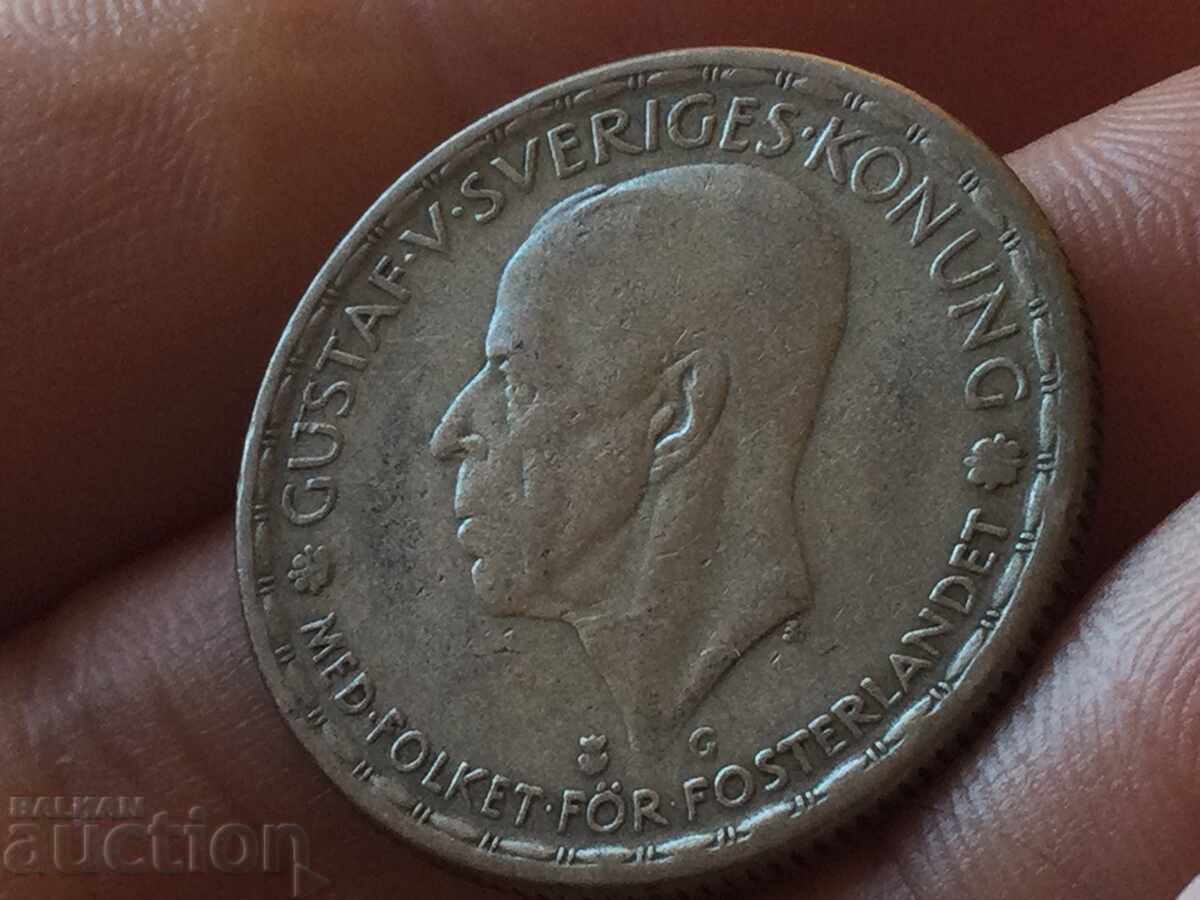 GUSTAF·V·SVERIGES·KONUNG
MED·FOLKET·FÖR·FOSTERLANDET
G
BALKAN
auction